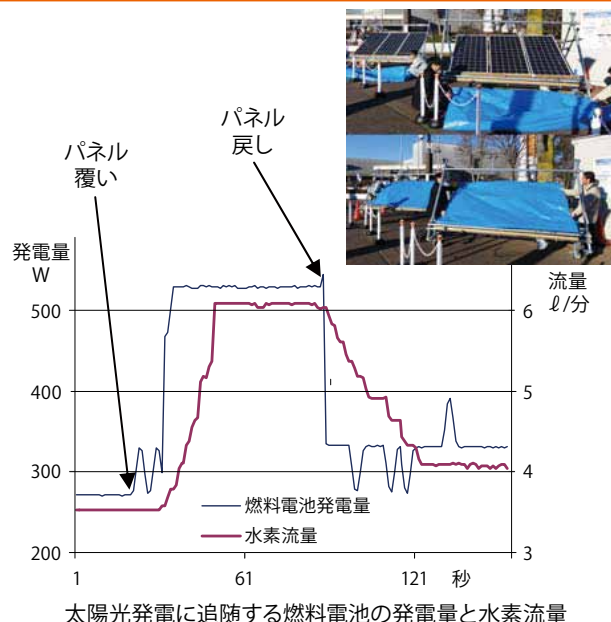 パネル
戻し
パネル
覆い
発電量
W
流量
ℓ/分
500
400
300
200
6
5
4
3
燃料電池発電量
水素流量
1
61
121
秒
太陽光発電に追随する燃料電池の発電量と水素流量